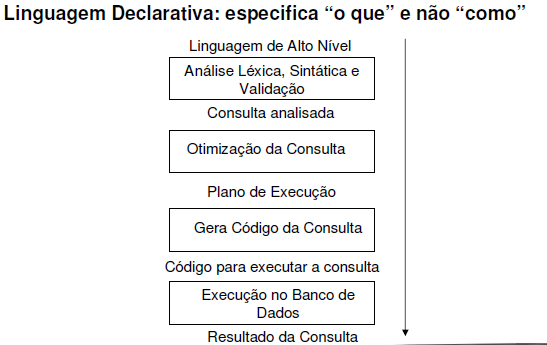 Linguagem Declarativa: especifica “o que” e não “como”
Linguagem de Alto Nível
Análise Léxica, Sintática e
Validação
Consulta analisada
Otimização da Consulta
Plano de Execução
Gera Código da Consulta
Código para executar a consulta
Execução no Banco de
Dados
Resultado da Consulta